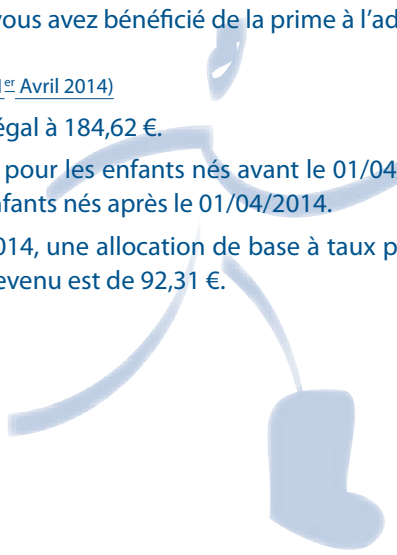 vous avez bénéficié de la prime à l’ad
er Avril 2014)
égal à 184,62 €.
pour les enfants nés avant le 01/04
nfants nés après le 01/04/2014.
014, une allocation de base à taux p
evenu est de 92,31 €.